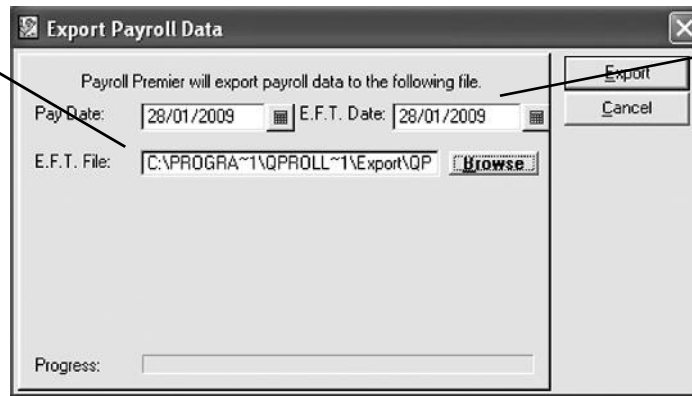 Export Payroll Data
Payroll Premier will export payroll data to the following file.
Pay Date: 28/01/2009 E.F.T. Date: 28/01/2009
E.F.T. File: C:\PROGRA~1\QPROLL~1\Export\QP Browse
Progress:
Export
Cancel